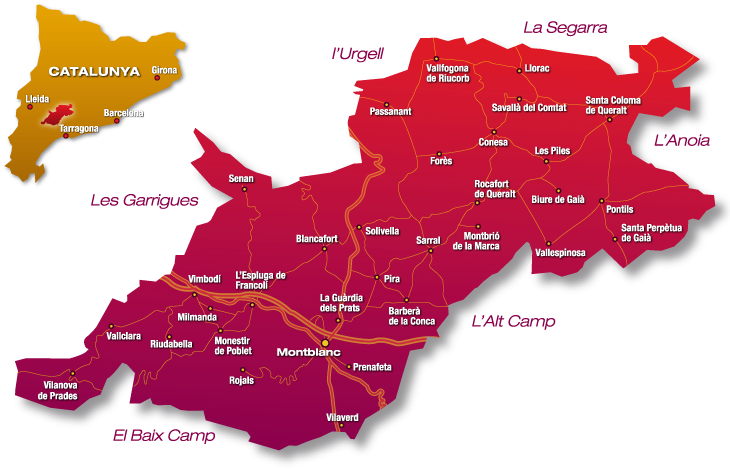 La Segarra
l'Urgell
CATALUNYA
Girona
Lleida
Barcelona
Tarragona
Vallfogona
de Riucorb
Llorac
Passanant
Savallà del Comtat
Santa Coloma
de Queralt
L'Anoia
Conesa
Les Piles
Forès
Senan
Les Garrigues
Rocafort
de Queralt
Biure de Gaià
Pontils
Blancafort
Solivella
Sarral
Montbrió
de la Marca
Santa Perpètua
de Gaià
Vallespinosa
Vimbodí
L'Espluga de
Francolí
Pira
La Guàrdia
dels Prats
Barberà
de la Conca
L'Alt Camp
Milmanda
Vallclara
Riudabella
Monestir
de Poblet
Montblanc
Prenafeta
Rojals
Vilanova
de Prades
Vilaverd
El Baix Camp